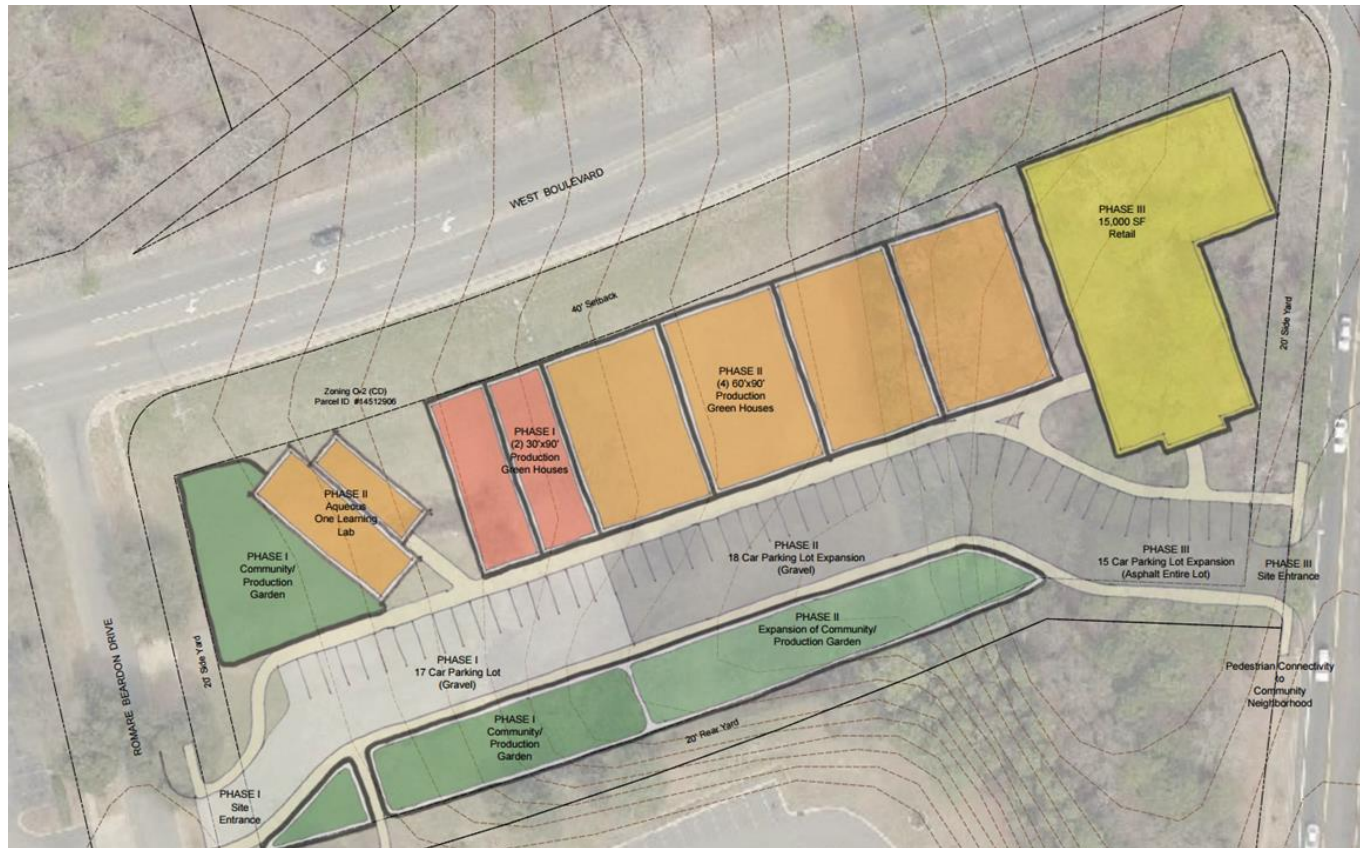 WEST BOULEVARD
PHASE III
15,000 SF
Retail
40' Setback
20' Side Yard
Zoning O-2 (CD)
Parcel ID #14512906
PHASE II
(4) 60'x90'
Production
Green Houses
PHASE I
(2) 30'x90'
Production
Green Houses
PHASE II
Aqueous
One Learning
Lab
PHASE I
Community/
Production
Garden
PHASE II
18 Car Parking Lot Expansion
(Gravel)
PHASE III
15 Car Parking Lot Expansion
(Asphalt Entire Lot)
PHASE III
Site Entrance
PHASE II
Expansion of Community/
Production Garden
ROMARE BEARDON DRIVE
20' Side Yard
PHASE I
17 Car Parking Lot
(Gravel)
Pedestrian Connectivity
to
Community
Neighborhood
PHASE I
Community/
Production
Garden
20' Rear Yard
PHASE I
Site
Entrance